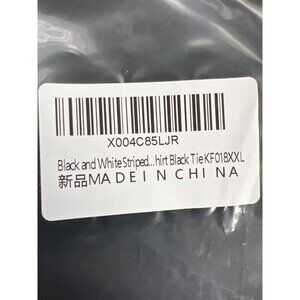 X004C85LJR
Black and White Striped...hirt Black Tie KF018XXL
新品MADE IN CHINA